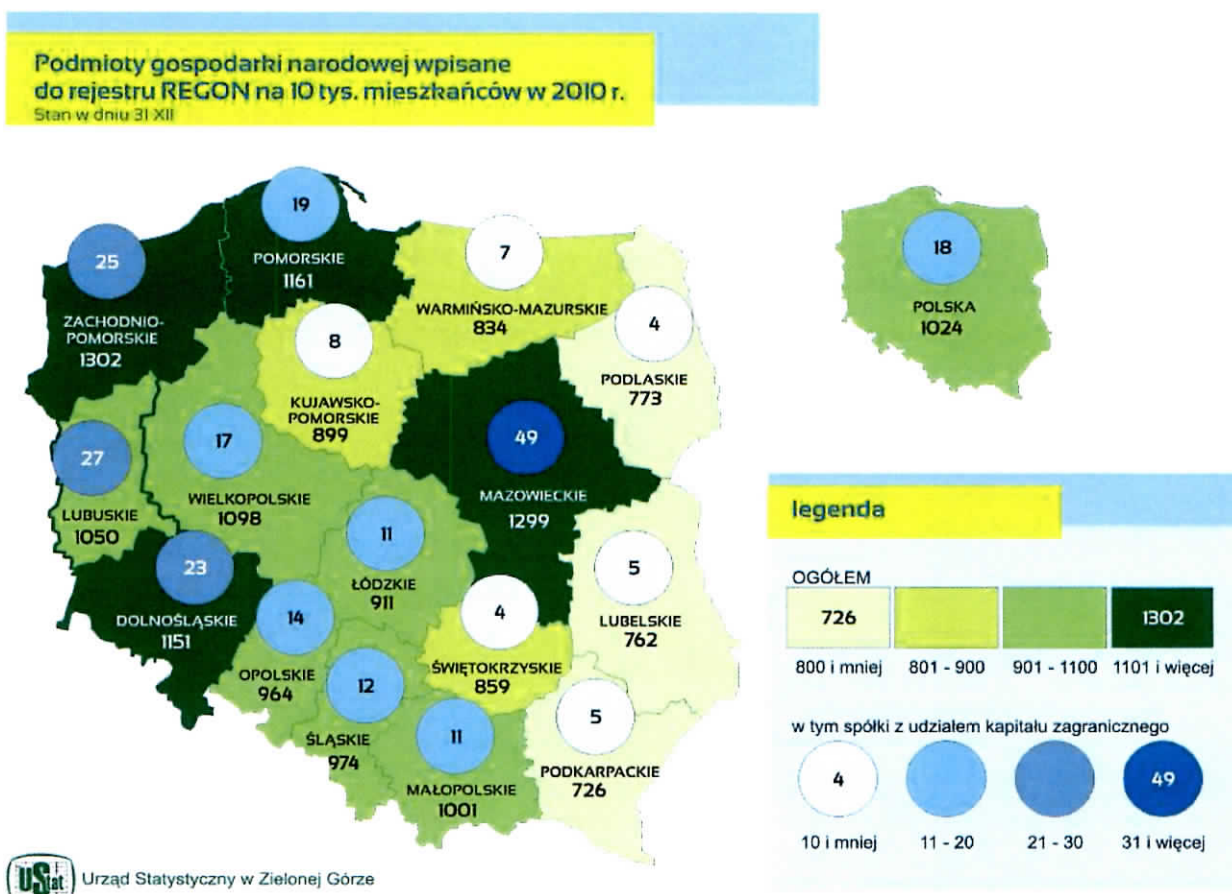 Podmioty gospodarki narodowej wpisane
do rejestru REGON na 10 tys. mieszkańców w 2010 r.
Stan w dniu 31 XII
19
POMORSKIE
1161
25
ZACHODNIO-
POMORSKIE
1302
7
WARMIŃSKO-MAZURSKIE
834
4
PODLASKIE
773
8
KUJAWSKO-
POMORSKIE
899
18
POLSKA
1024
27
LUBUSKIE
1050
17
WIELKOPOLSKIE
1098
49
MAZOWIECKIE
1299
11
ŁÓDZKIE
911
23
DOLNOŚLĄSKIE
1151
5
LUBELSKIE
762
14
OPOLSKIE
964
4
ŚWIĘTOKRZYSKIE
859
12
ŚLĄSKIE
974
11
MAŁOPOLSKIE
1001
5
PODKARPACKIE
726
legenda
OGÓŁEM
726 1302
800 i mniej 801 - 900 901 - 1100 1101 i więcej
w tym spółki z udziałem kapitału zagranicznego
4 49
10 i mniej 11 - 20 21 - 30 31 i więcej
UStat Urząd Statystyczny w Zielonej Górze